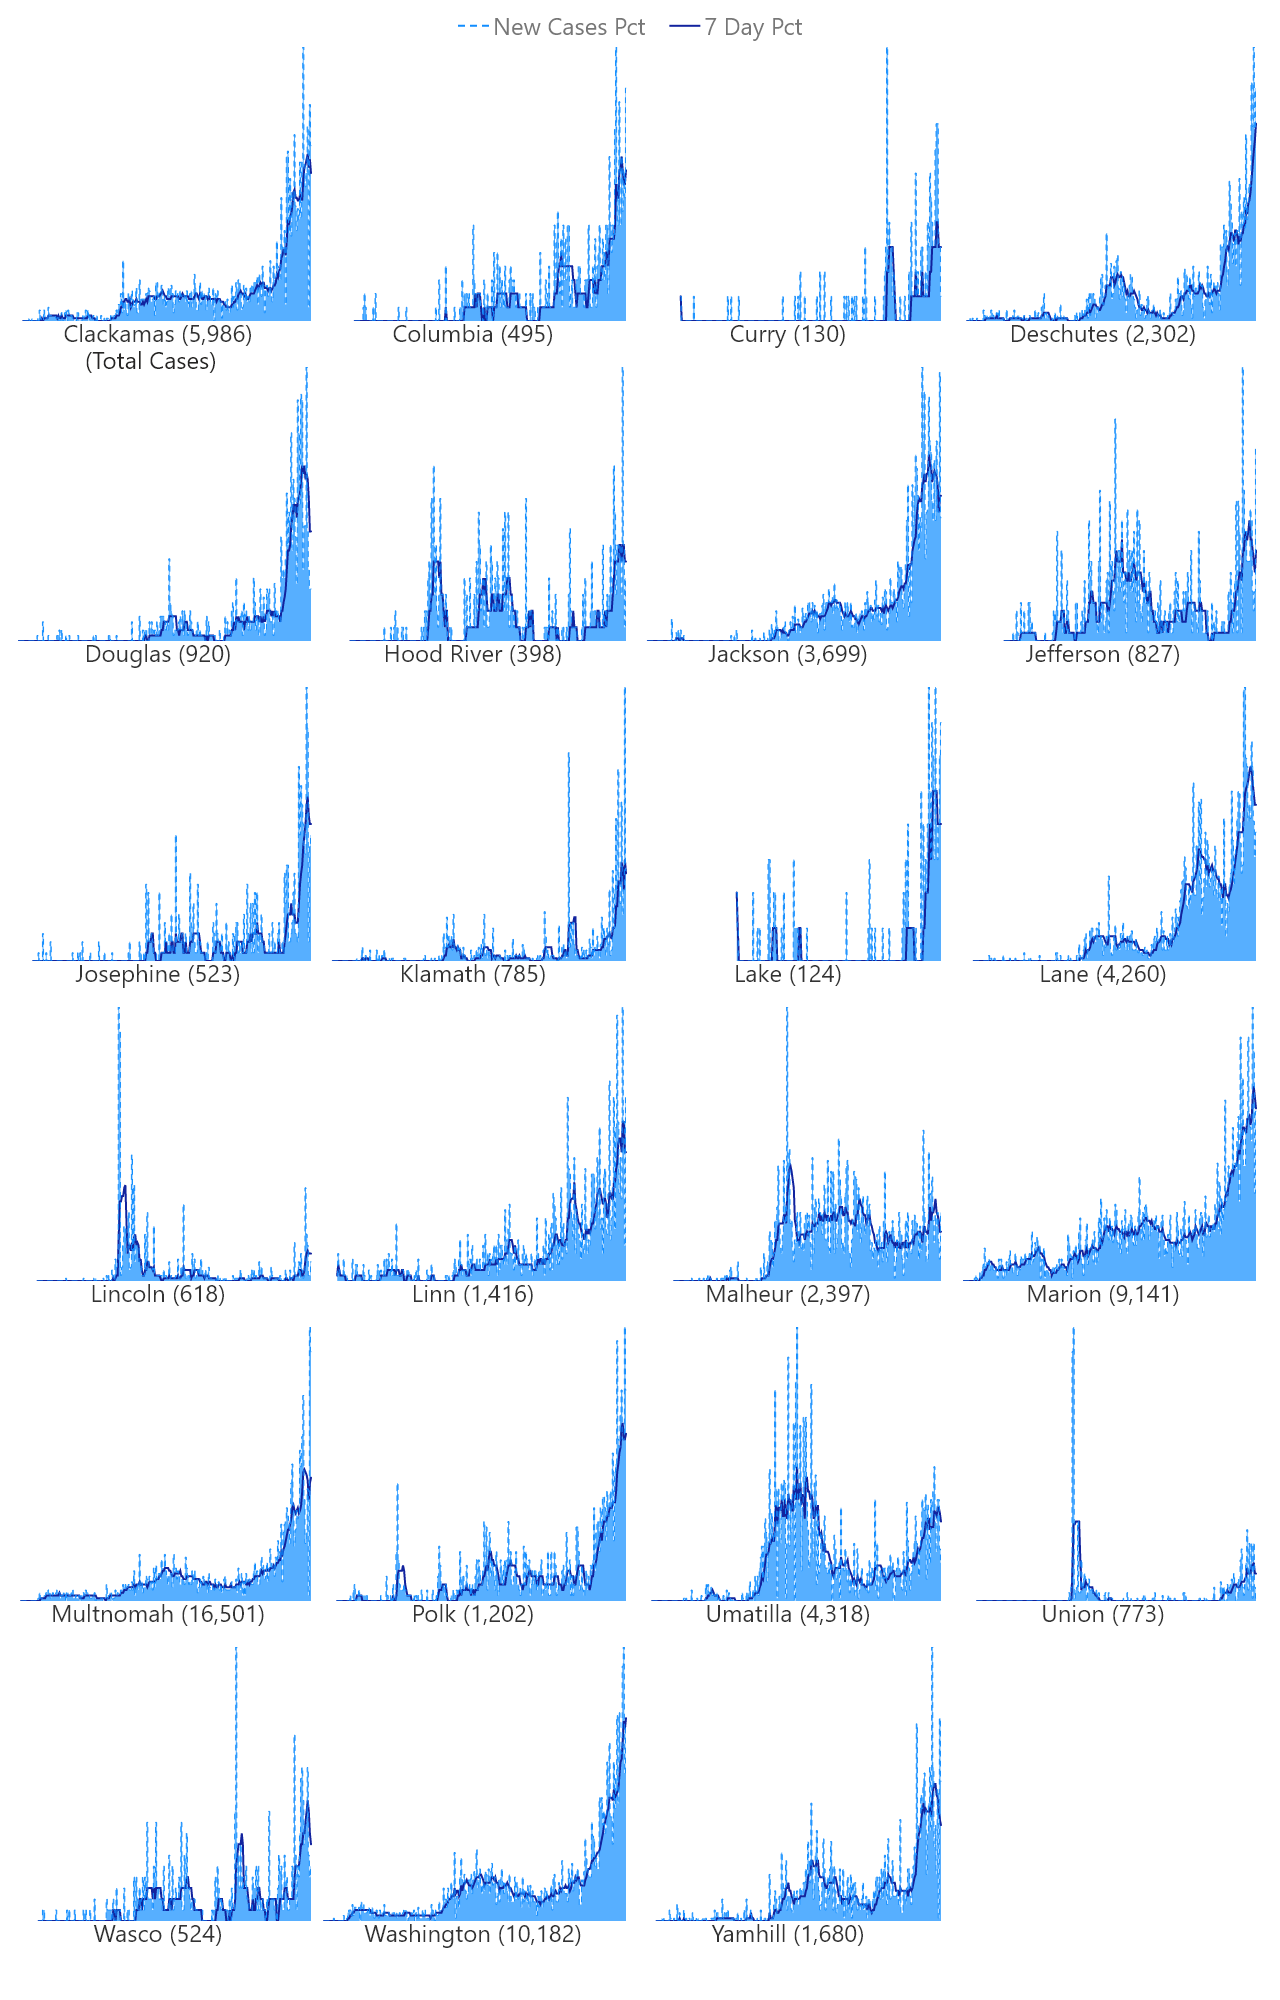 New Cases Pct 7 Day Pct
Clackamas (5,986) Columbia (495) Curry (130) Deschutes (2,302)
(Total Cases)
Douglas (920) Hood River (398) Jackson (3,699) Jefferson (827)
Josephine (523) Klamath (785) Lake (124) Lane (4,260)
Lincoln (618) Linn (1,416) Malheur (2,397) Marion (9,141)
Multnomah (16,501) Polk (1,202) Umatilla (4,318) Union (773)
Wasco (524) Washington (10,182) Yamhill (1,680)